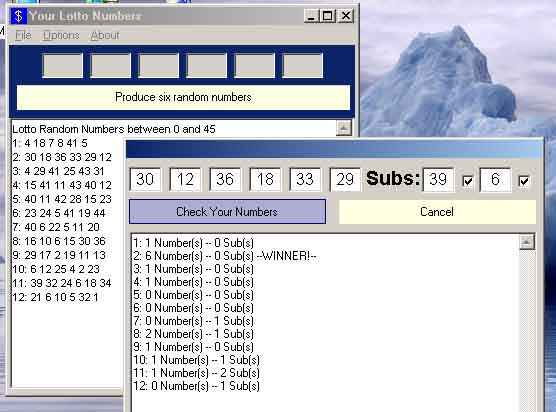 Your Lotto Numbers
File Options About
Produce six random numbers
Lotto Random Numbers between 0 and 45
1: 4 18 7 8 41 5
2: 30 18 36 33 29 12
3: 4 29 41 25 43 31
4: 15 41 11 43 40 12
5: 40 11 42 28 15 23
6: 23 24 5 41 19 44
7: 40 6 22 5 11 20
8: 16 10 6 15 30 36
9: 29 17 2 19 11 13
10: 6 12 25 4 2 23
11: 39 32 24 6 18 34
12: 21 6 10 5 32 1
30 12 36 18 33 29 Subs: 39 6
Check Your Numbers Cancel
1: 1 Number(s) -- 0 Sub(s)
2: 6 Number(s) -- 0 Sub(s) --WINNER!--
3: 1 Number(s) -- 0 Sub(s)
4: 1 Number(s) -- 0 Sub(s)
5: 0 Number(s) -- 0 Sub(s)
6: 0 Number(s) -- 0 Sub(s)
7: 0 Number(s) -- 1 Sub(s)
8: 2 Number(s) -- 1 Sub(s)
9: 1 Number(s) -- 0 Sub(s)
10: 1 Number(s) -- 1 Sub(s)
11: 1 Number(s) -- 2 Sub(s)
12: 0 Number(s) -- 1 Sub(s)